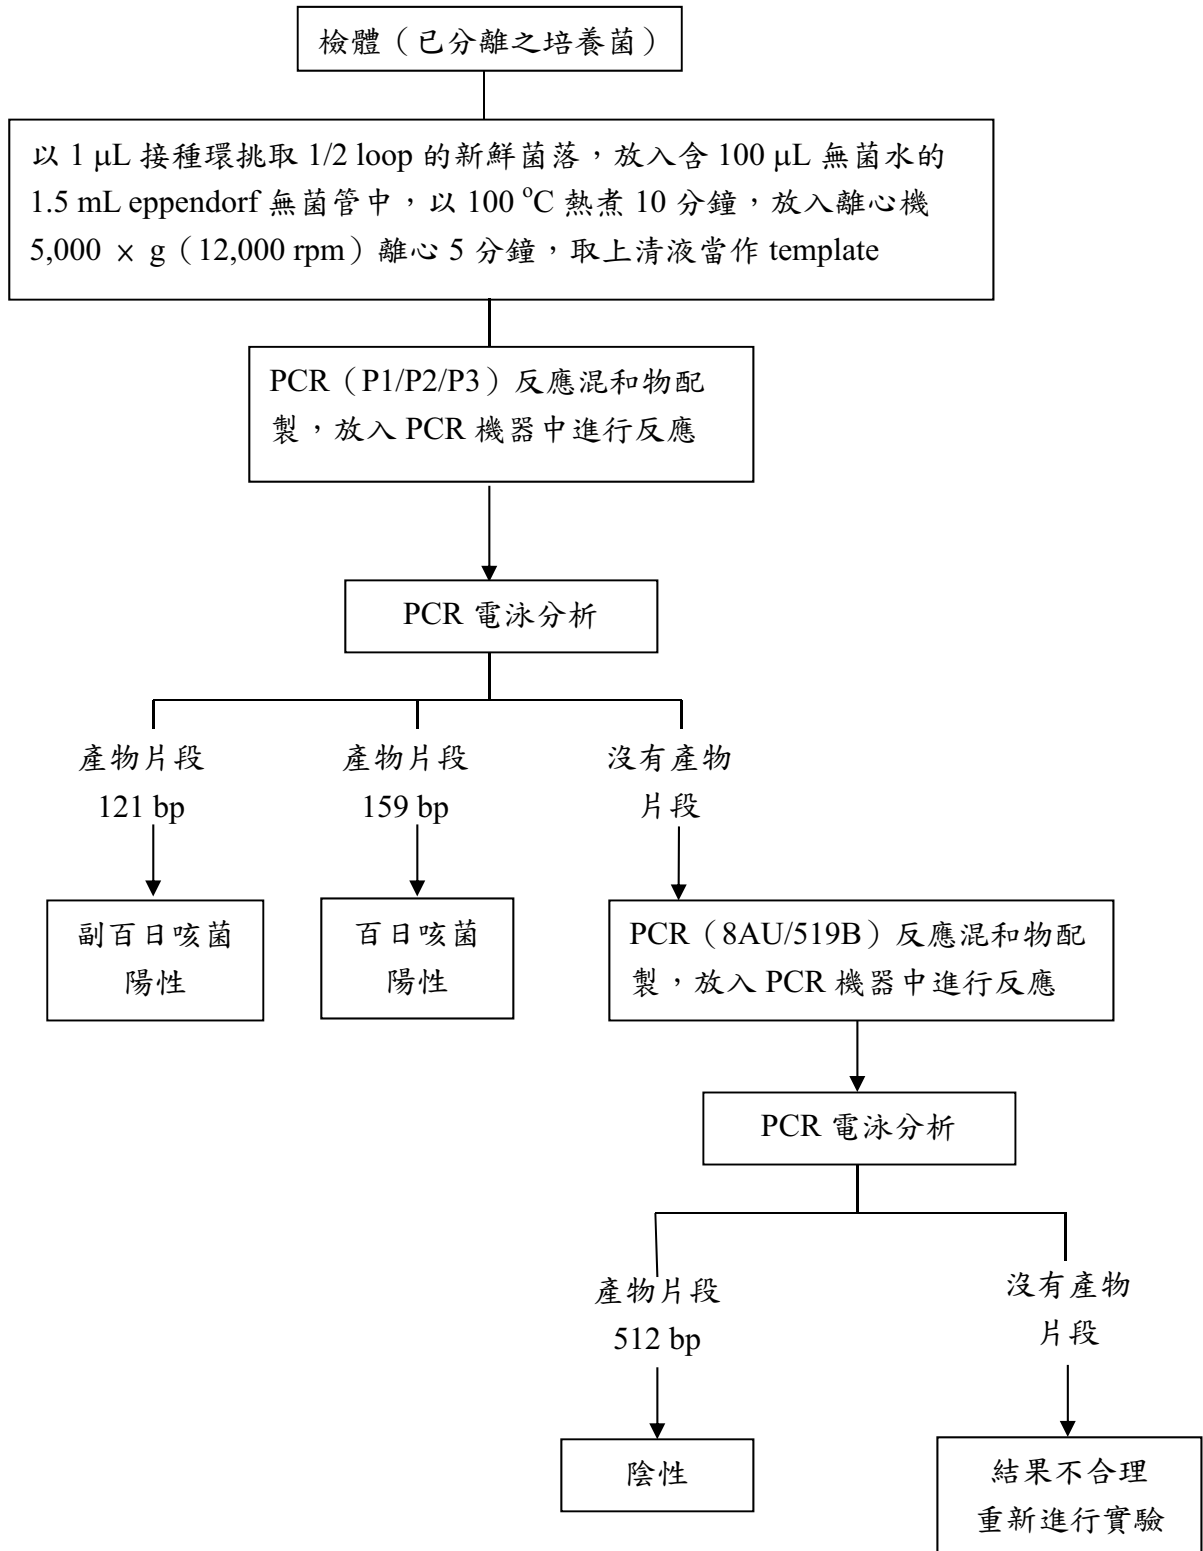 檢體（已分離之培養菌）
以 1 μL 接種環挑取 1/2 loop 的新鮮菌落，放入含 100 μL 無菌水的
1.5 mL eppendorf 無菌管中，以 100 °C 熱煮 10 分鐘，放入離心機
5,000 × g（12,000 rpm）離心 5 分鐘，取上清液當作 template
PCR（P1/P2/P3）反應混和物配
製，放入 PCR 機器中進行反應
PCR 電泳分析
產物片段
121 bp
產物片段
159 bp
沒有產物
片段
副百日咳菌
陽性
百日咳菌
陽性
PCR（8AU/519B）反應混和物配
製，放入 PCR 機器中進行反應
PCR 電泳分析
產物片段
512 bp
沒有產物
片段
陰性
結果不合理
重新進行實驗